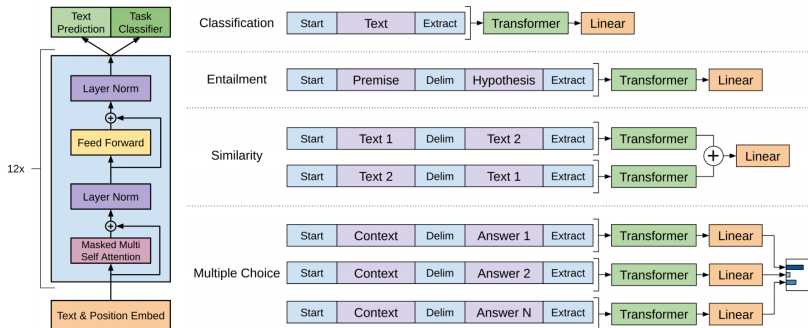 Text
Prediction
Task
Classifier
12x
Layer Norm
Feed Forward
Layer Norm
Masked Multi
Self Attention
Text & Position Embed
Classification
Start Text Extract Transformer Linear
Entailment
Start Premise Delim Hypothesis Extract Transformer Linear
Similarity
Start Text 1 Delim Text 2 Extract Transformer
Linear
Start Text 2 Delim Text 1 Extract Transformer
Multiple Choice
Start Context Delim Answer 1 Extract Transformer Linear
Start Context Delim Answer 2 Extract Transformer Linear
Start Context Delim Answer N Extract Transformer Linear